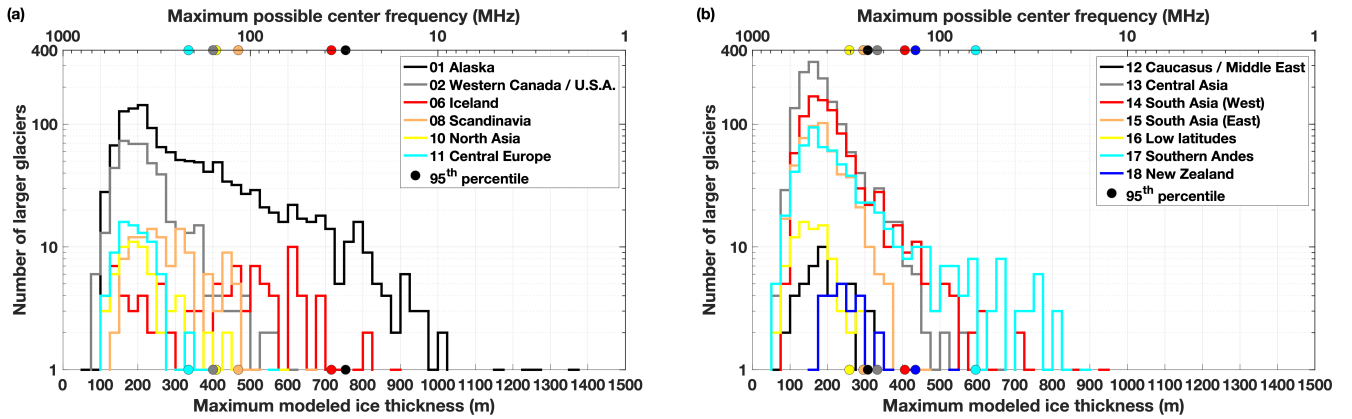 (a)
Maximum possible center frequency (MHz)
1000 100 10 1
400
100
10
1
Number of larger glaciers
01 Alaska
02 Western Canada / U.S.A.
06 Iceland
08 Scandinavia
10 North Asia
11 Central Europe
95th percentile
0 100 200 300 400 500 600 700 800 900 1000 1100 1200 1300 1400 1500
Maximum modeled ice thickness (m)
(b)
Maximum possible center frequency (MHz)
1000 100 10 1
400
100
10
1
Number of larger glaciers
12 Caucasus / Middle East
13 Central Asia
14 South Asia (West)
15 South Asia (East)
16 Low latitudes
17 Southern Andes
18 New Zealand
95th percentile
0 100 200 300 400 500 600 700 800 900 1000 1100 1200 1300 1400 1500
Maximum modeled ice thickness (m)